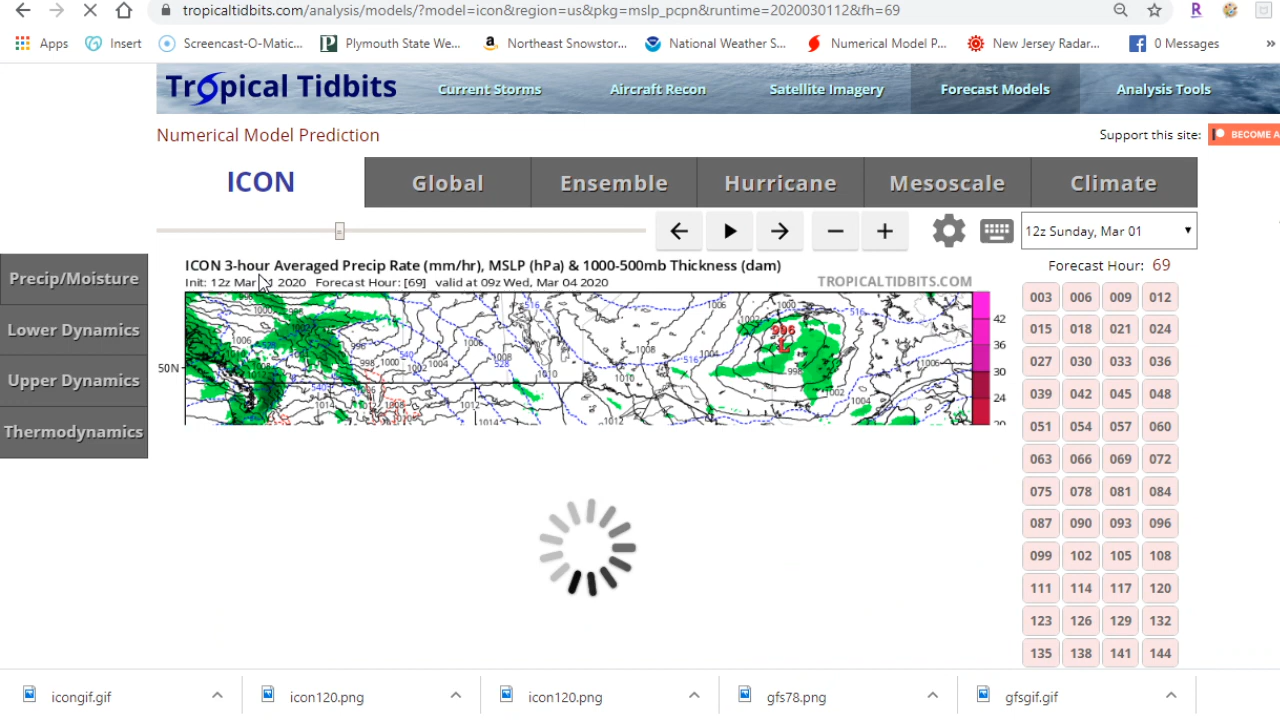 tropicaltidbits.com/analysis/models/?model=icon&region=us&pkg=mslp_pcpn&runtime=2020030112&fh=69
Apps Insert Screencast-O-Matic... Plymouth State We... Northeast Snowstor... National Weather S... Numerical Model P... New Jersey Radar... 0 Messages »
Tropical Tidbits Current Storms Aircraft Recon Satellite Imagery Forecast Models Analysis Tools
Numerical Model Prediction Support this site: BECOME A
ICON Global Ensemble Hurricane Mesoscale Climate
12z Sunday, Mar 01
Precip/Moisture
Lower Dynamics
Upper Dynamics
Thermodynamics
ICON 3-hour Averaged Precip Rate (mm/hr), MSLP (hPa) & 1000-500mb Thickness (dam)
Init: 12z Mar 1 2020 Forecast Hour: [69] valid at 09z Wed, Mar 04 2020 TROPICALTIDBITS.COM
50N
996
L
42
36
30
24
20
Forecast Hour: 69
003 006 009 012
015 018 021 024
027 030 033 036
039 042 045 048
051 054 057 060
063 066 069 072
075 078 081 084
087 090 093 096
099 102 105 108
111 114 117 120
123 126 129 132
135 138 141 144
icongif.gif icon120.png icon120.png gfs78.png gfsgif.gif